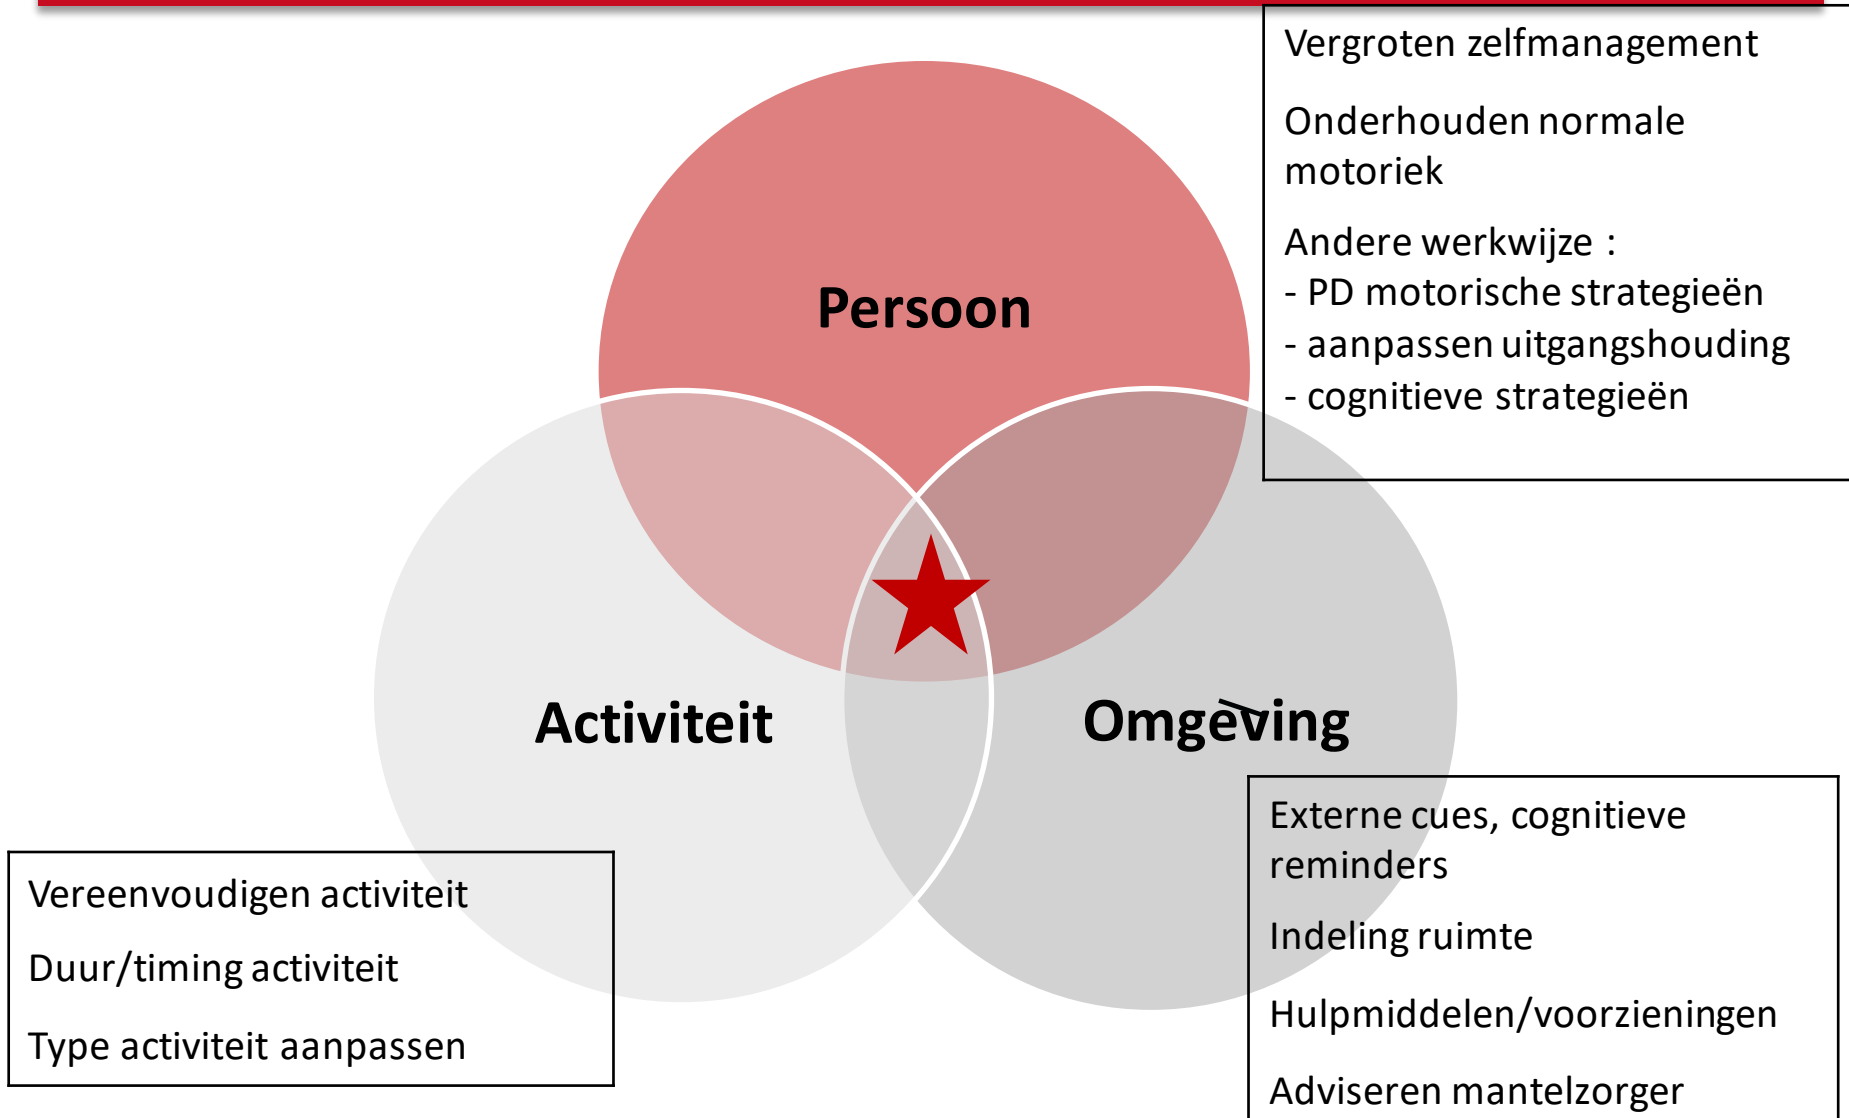 Vergroten zelfmanagement
Onderhouden normale
motoriek
Andere werkwijze :
- PD motorische strategieën
- aanpassen uitgangshouding
- cognitieve strategieën
Persoon
Activiteit
Omgeving
Externe cues, cognitieve
reminders
Indeling ruimte
Hulpmiddelen/voorzieningen
Adviseren mantelzorger
Vereenvoudigen activiteit
Duur/timing activiteit
Type activiteit aanpassen